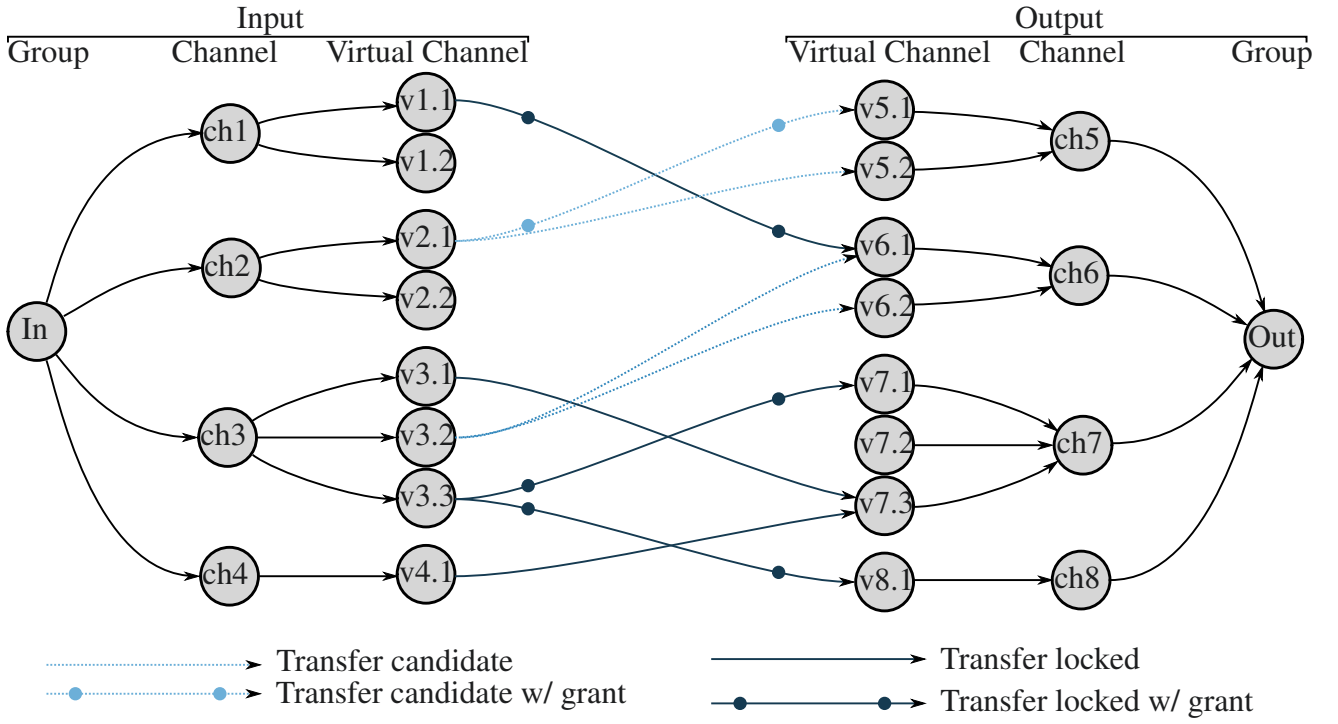 Input
Output
Group
Channel
Virtual Channel
Virtual Channel
Channel
Group
In
ch1
ch2
ch3
ch4
v1.1
v1.2
v2.1
v2.2
v3.1
v3.2
v3.3
v4.1
v5.1
v5.2
v6.1
v6.2
v7.1
v7.2
v7.3
v8.1
ch5
ch6
ch7
ch8
Out
Transfer candidate
Transfer candidate w/ grant
Transfer locked
Transfer locked w/ grant